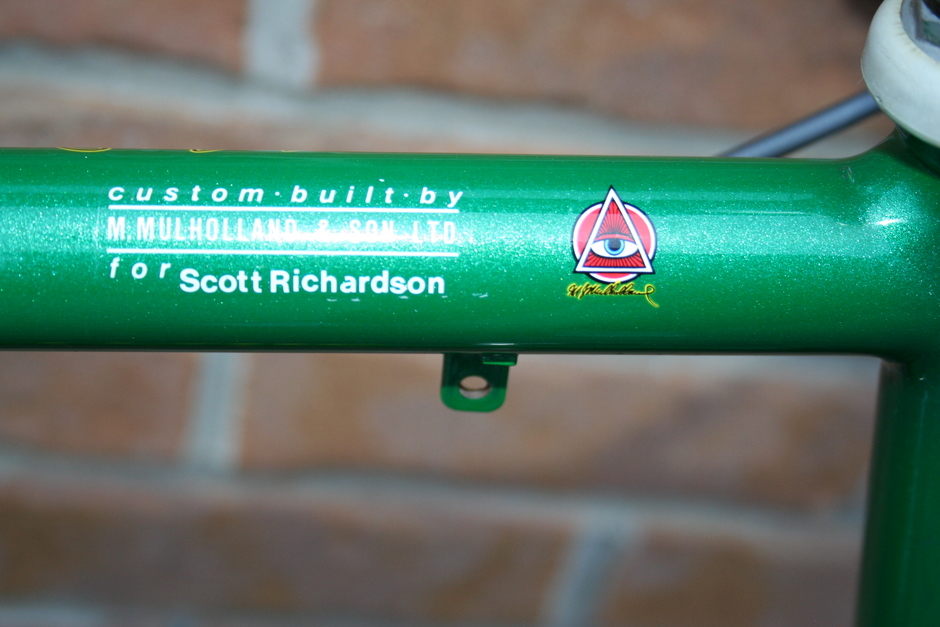 custom·built·by
M. MULHOLLAND & SON LTD
for Scott Richardson